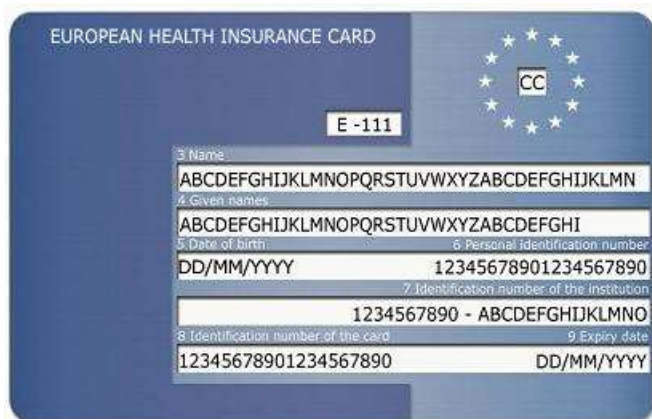 EUROPEAN HEALTH INSURANCE CARD
CC
E -111
3 Name
ABCDEFGHIJKLMNOPQRSTUVWXYZABCDEFGHIJKLMN
4 Given names
ABCDEFGHIJKLMNOPQRSTUVWXYZABCDEFGHI
5 Date of birth 6 Personal identification number
DD/MM/YYYY 12345678901234567890
7 Identification number of the institution
1234567890 - ABCDEFGHIJKLMNO
8 Identification number of the card 9 Expiry date
12345678901234567890 DD/MM/YYYY